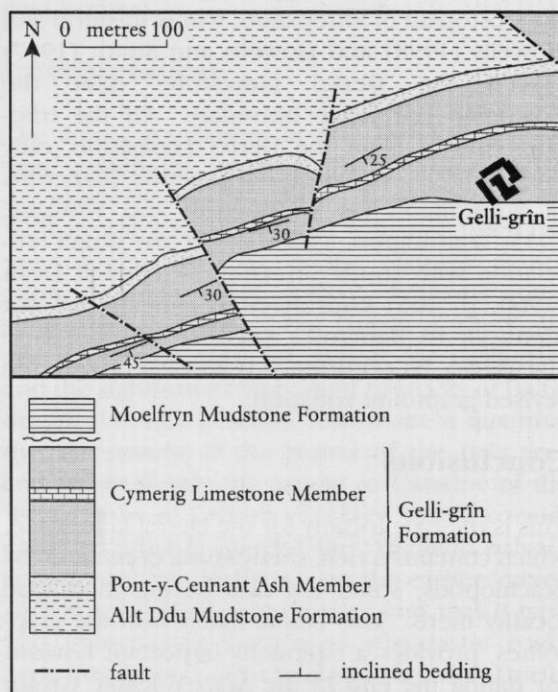 N
0 metres 100
25
Gelli-grîn
30
30
45
Moelfryn Mudstone Formation
Cymerig Limestone Member
Gelli-grîn
Formation
Pont-y-Ceunant Ash Member
Allt Ddu Mudstone Formation
fault
inclined bedding